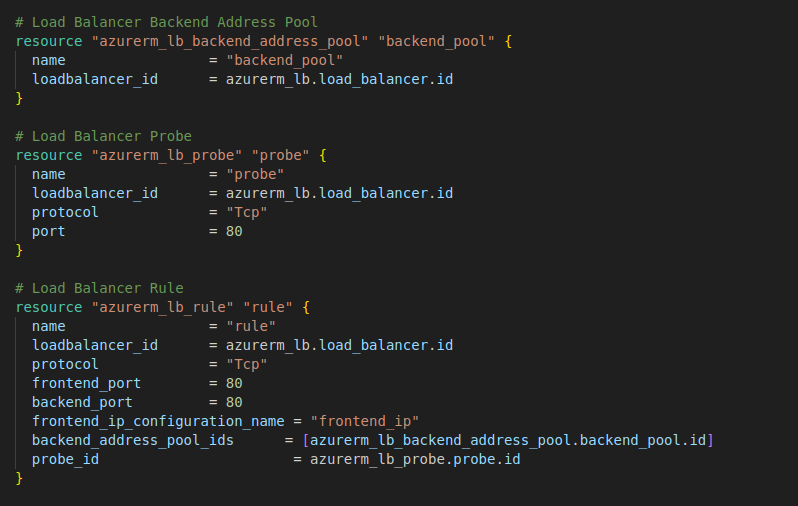 # Load Balancer Backend Address Pool
resource "azurerm_lb_backend_address_pool" "backend_pool" {
  name                 = "backend_pool"
  loadbalancer_id      = azurerm_lb.load_balancer.id
}

# Load Balancer Probe
resource "azurerm_lb_probe" "probe" {
  name                 = "probe"
  loadbalancer_id      = azurerm_lb.load_balancer.id
  protocol             = "Tcp"
  port                 = 80
}

# Load Balancer Rule
resource "azurerm_lb_rule" "rule" {
  name                 = "rule"
  loadbalancer_id      = azurerm_lb.load_balancer.id
  protocol             = "Tcp"
  frontend_port        = 80
  backend_port         = 80
  frontend_ip_configuration_name = "frontend_ip"
  backend_address_pool_ids      = [azurerm_lb_backend_address_pool.backend_pool.id]
  probe_id                       = azurerm_lb_probe.probe.id
}